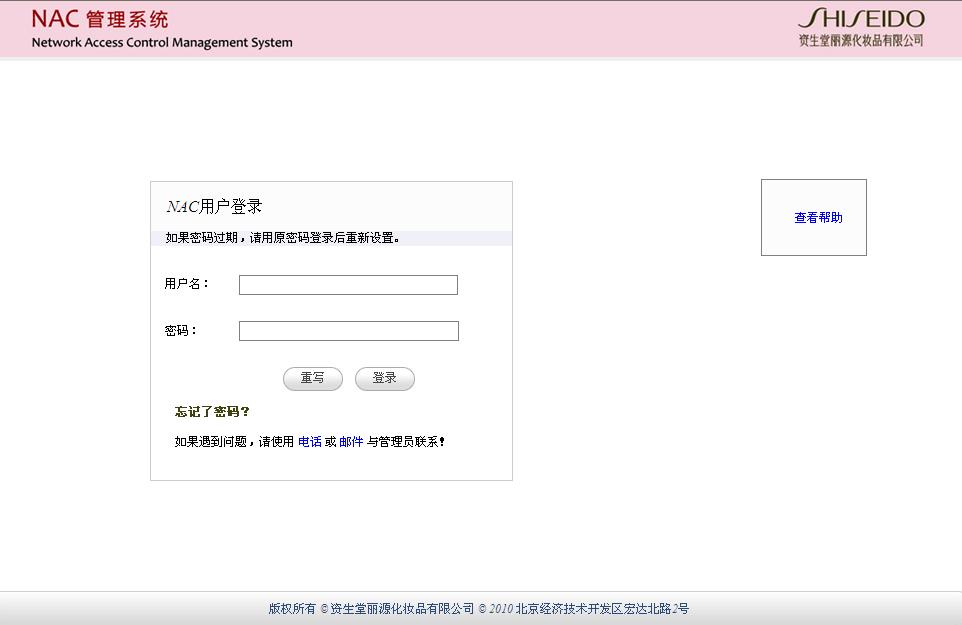 NAC 管理系统
Network Access Control Management System
SHISEIDO
资生堂丽源化妆品有限公司
NAC用户登录
如果密码过期，请用原密码登录后重新设置。
查看帮助
用户名：
密码：
重写 登录
忘记了密码？
如果遇到问题，请使用 电话 或 邮件 与管理员联系！
版权所有 © 资生堂丽源化妆品有限公司 © 2010 北京经济技术开发区宏达北路2号